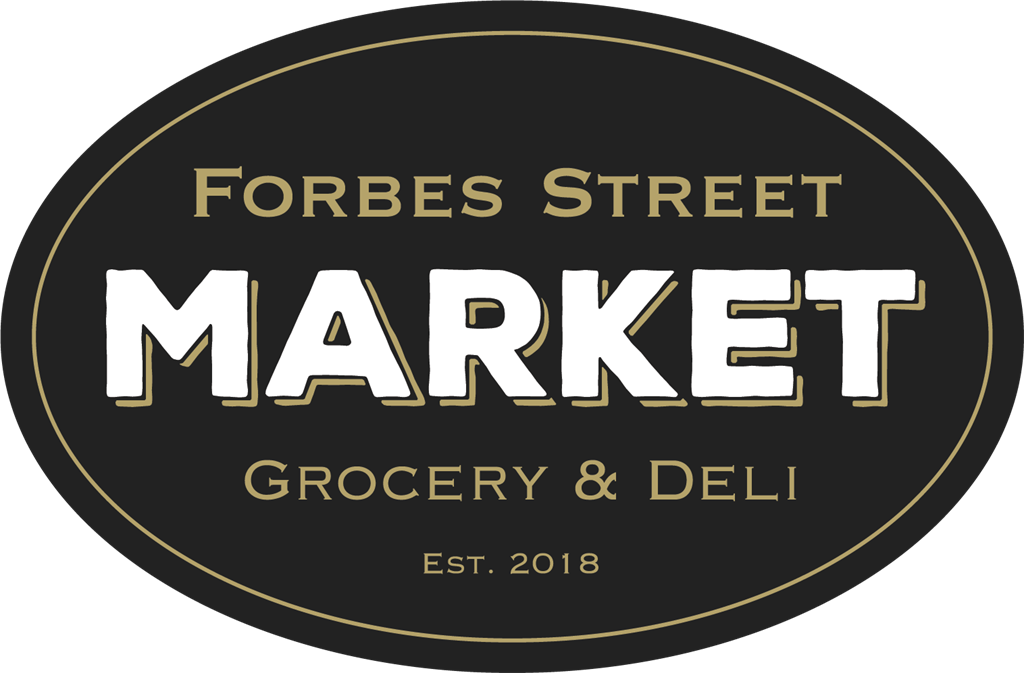 Forbes Street
MARKET
Grocery & Deli
Est. 2018